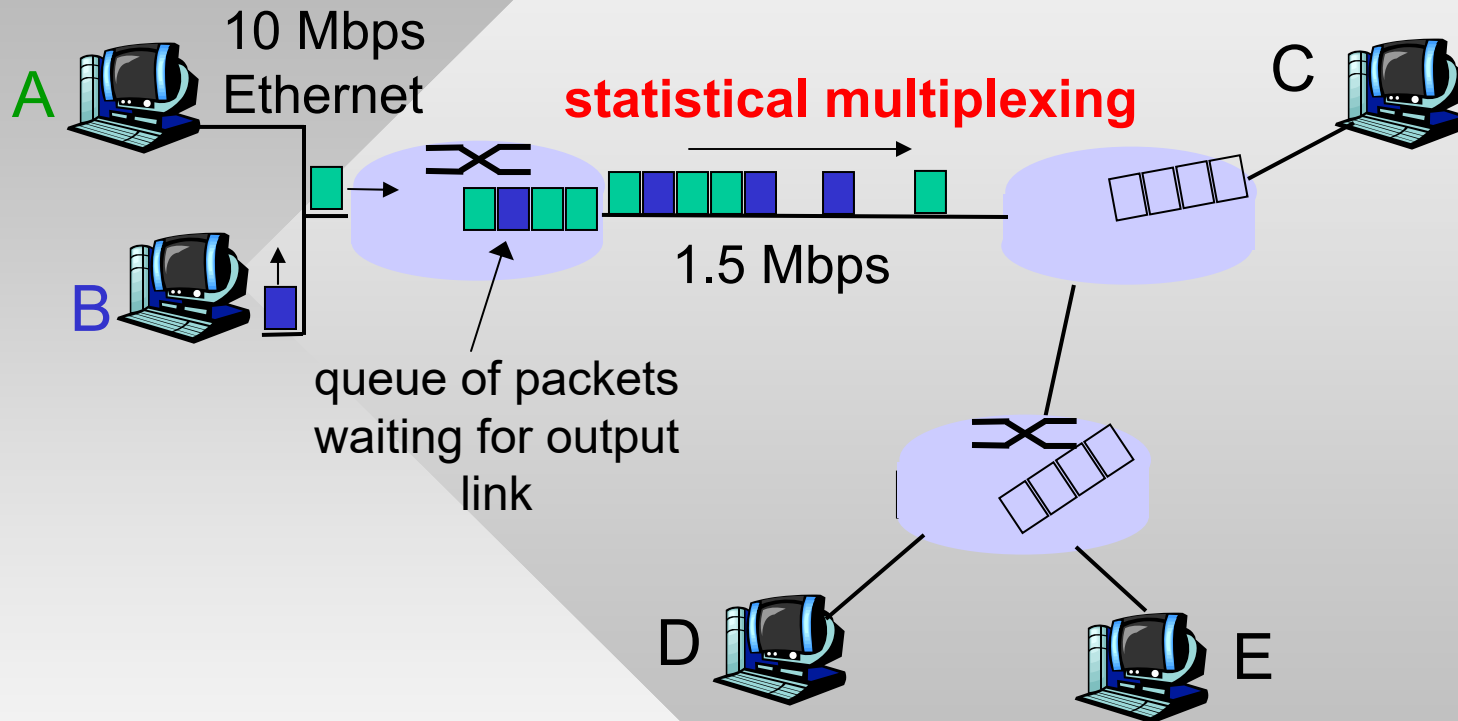 10 Mbps
Ethernet
A
statistical multiplexing
C
B
1.5 Mbps
queue of packets
waiting for output
link
D
E